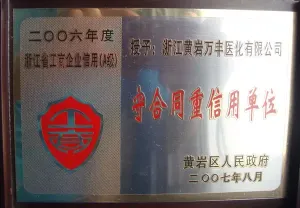 二〇〇六年度
浙江省工商企业信用(A级)
授予：浙江黄岩万丰医化有限公司
守合同重信用单位
黄岩区人民政府
二〇〇七年八月